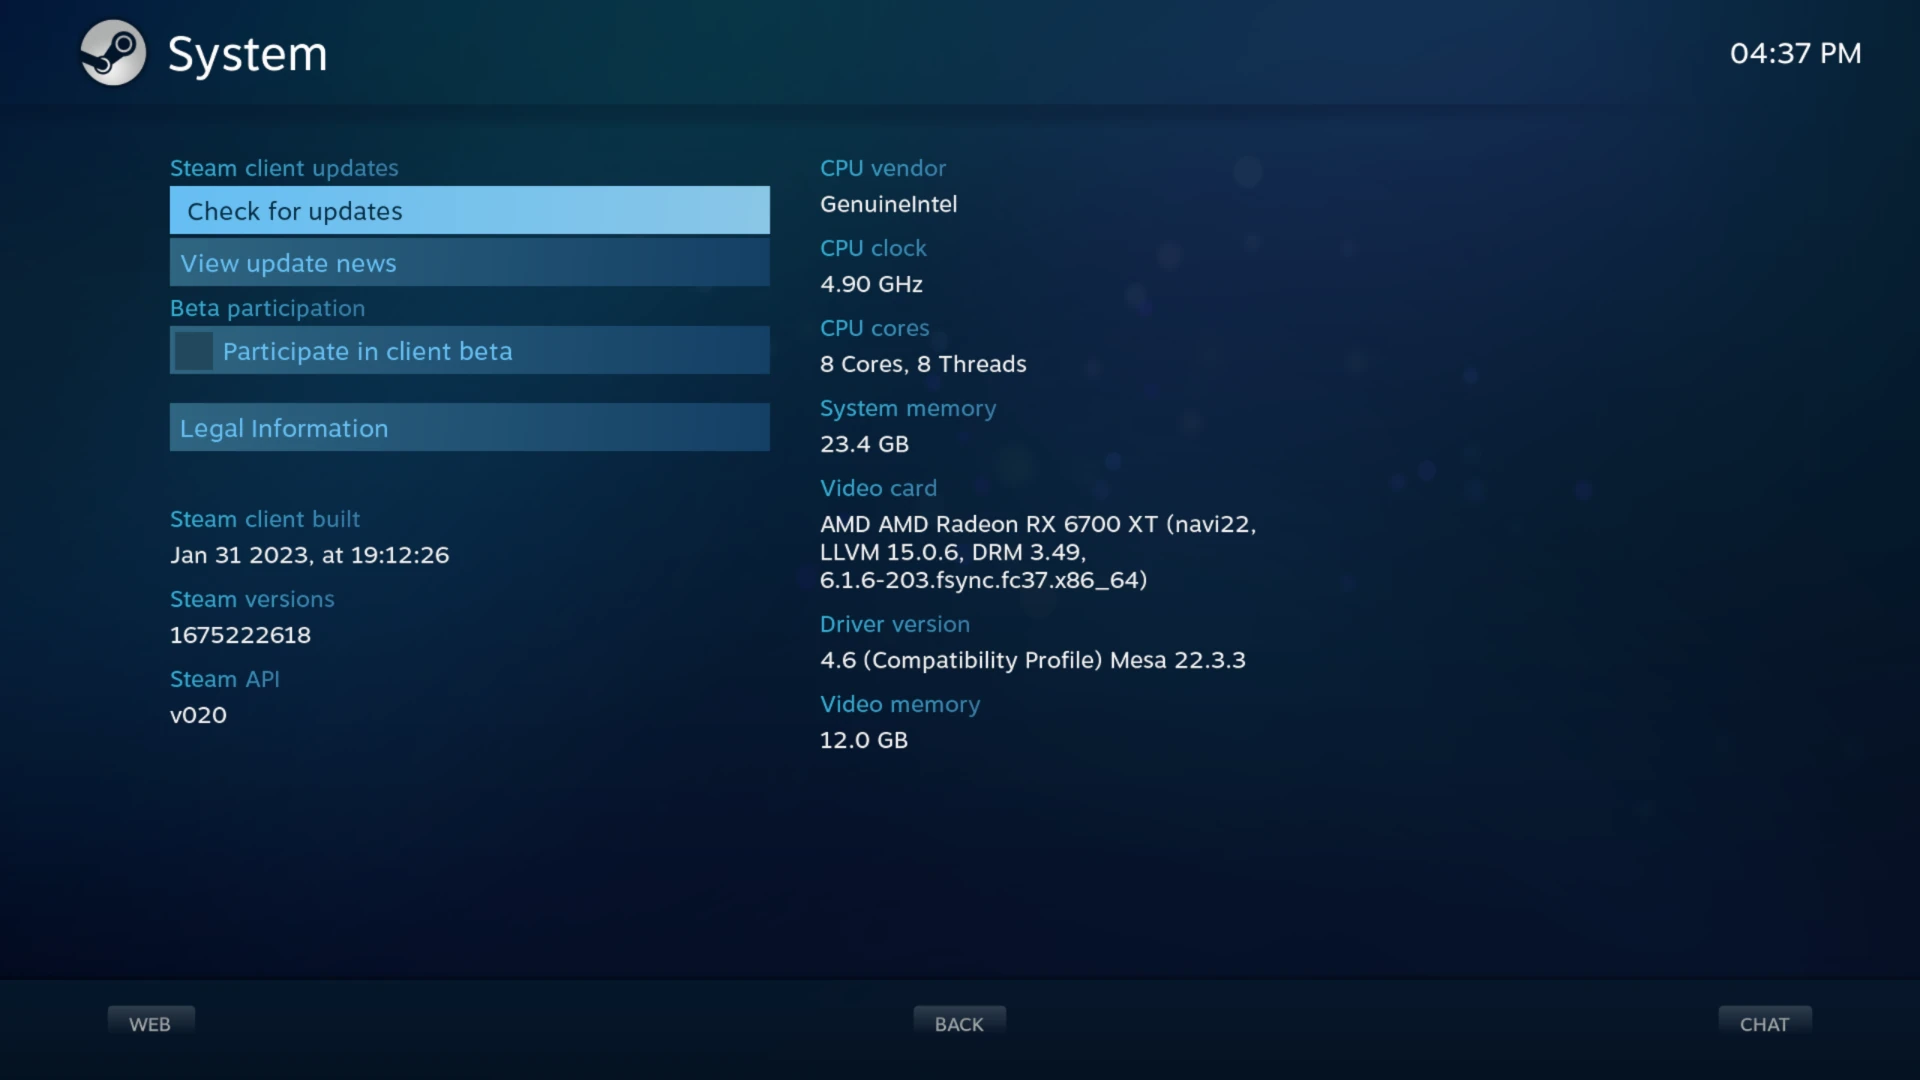 System
04:37 PM
Steam client updates
Check for updates
View update news
Beta participation
Participate in client beta
Legal Information
Steam client built
Jan 31 2023, at 19:12:26
Steam versions
1675222618
Steam API
v020
CPU vendor
GenuineIntel
CPU clock
4.90 GHz
CPU cores
8 Cores, 8 Threads
System memory
23.4 GB
Video card
AMD AMD Radeon RX 6700 XT (navi22,
LLVM 15.0.6, DRM 3.49,
6.1.6-203.fsync.fc37.x86_64)
Driver version
4.6 (Compatibility Profile) Mesa 22.3.3
Video memory
12.0 GB
WEB
BACK
CHAT